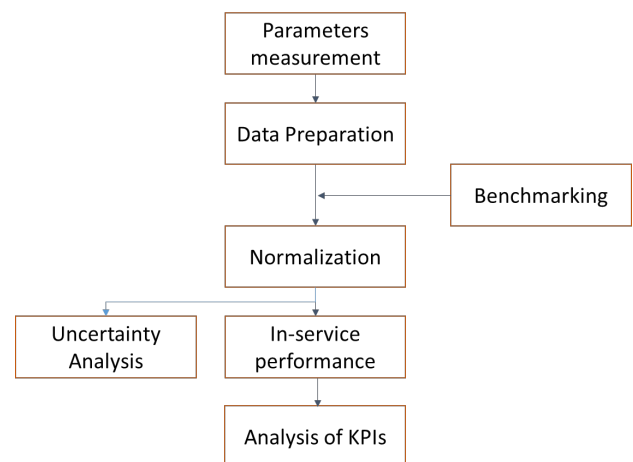 Parameters
measurement
Data Preparation
Benchmarking
Normalization
Uncertainty
Analysis
In-service
performance
Analysis of KPIs